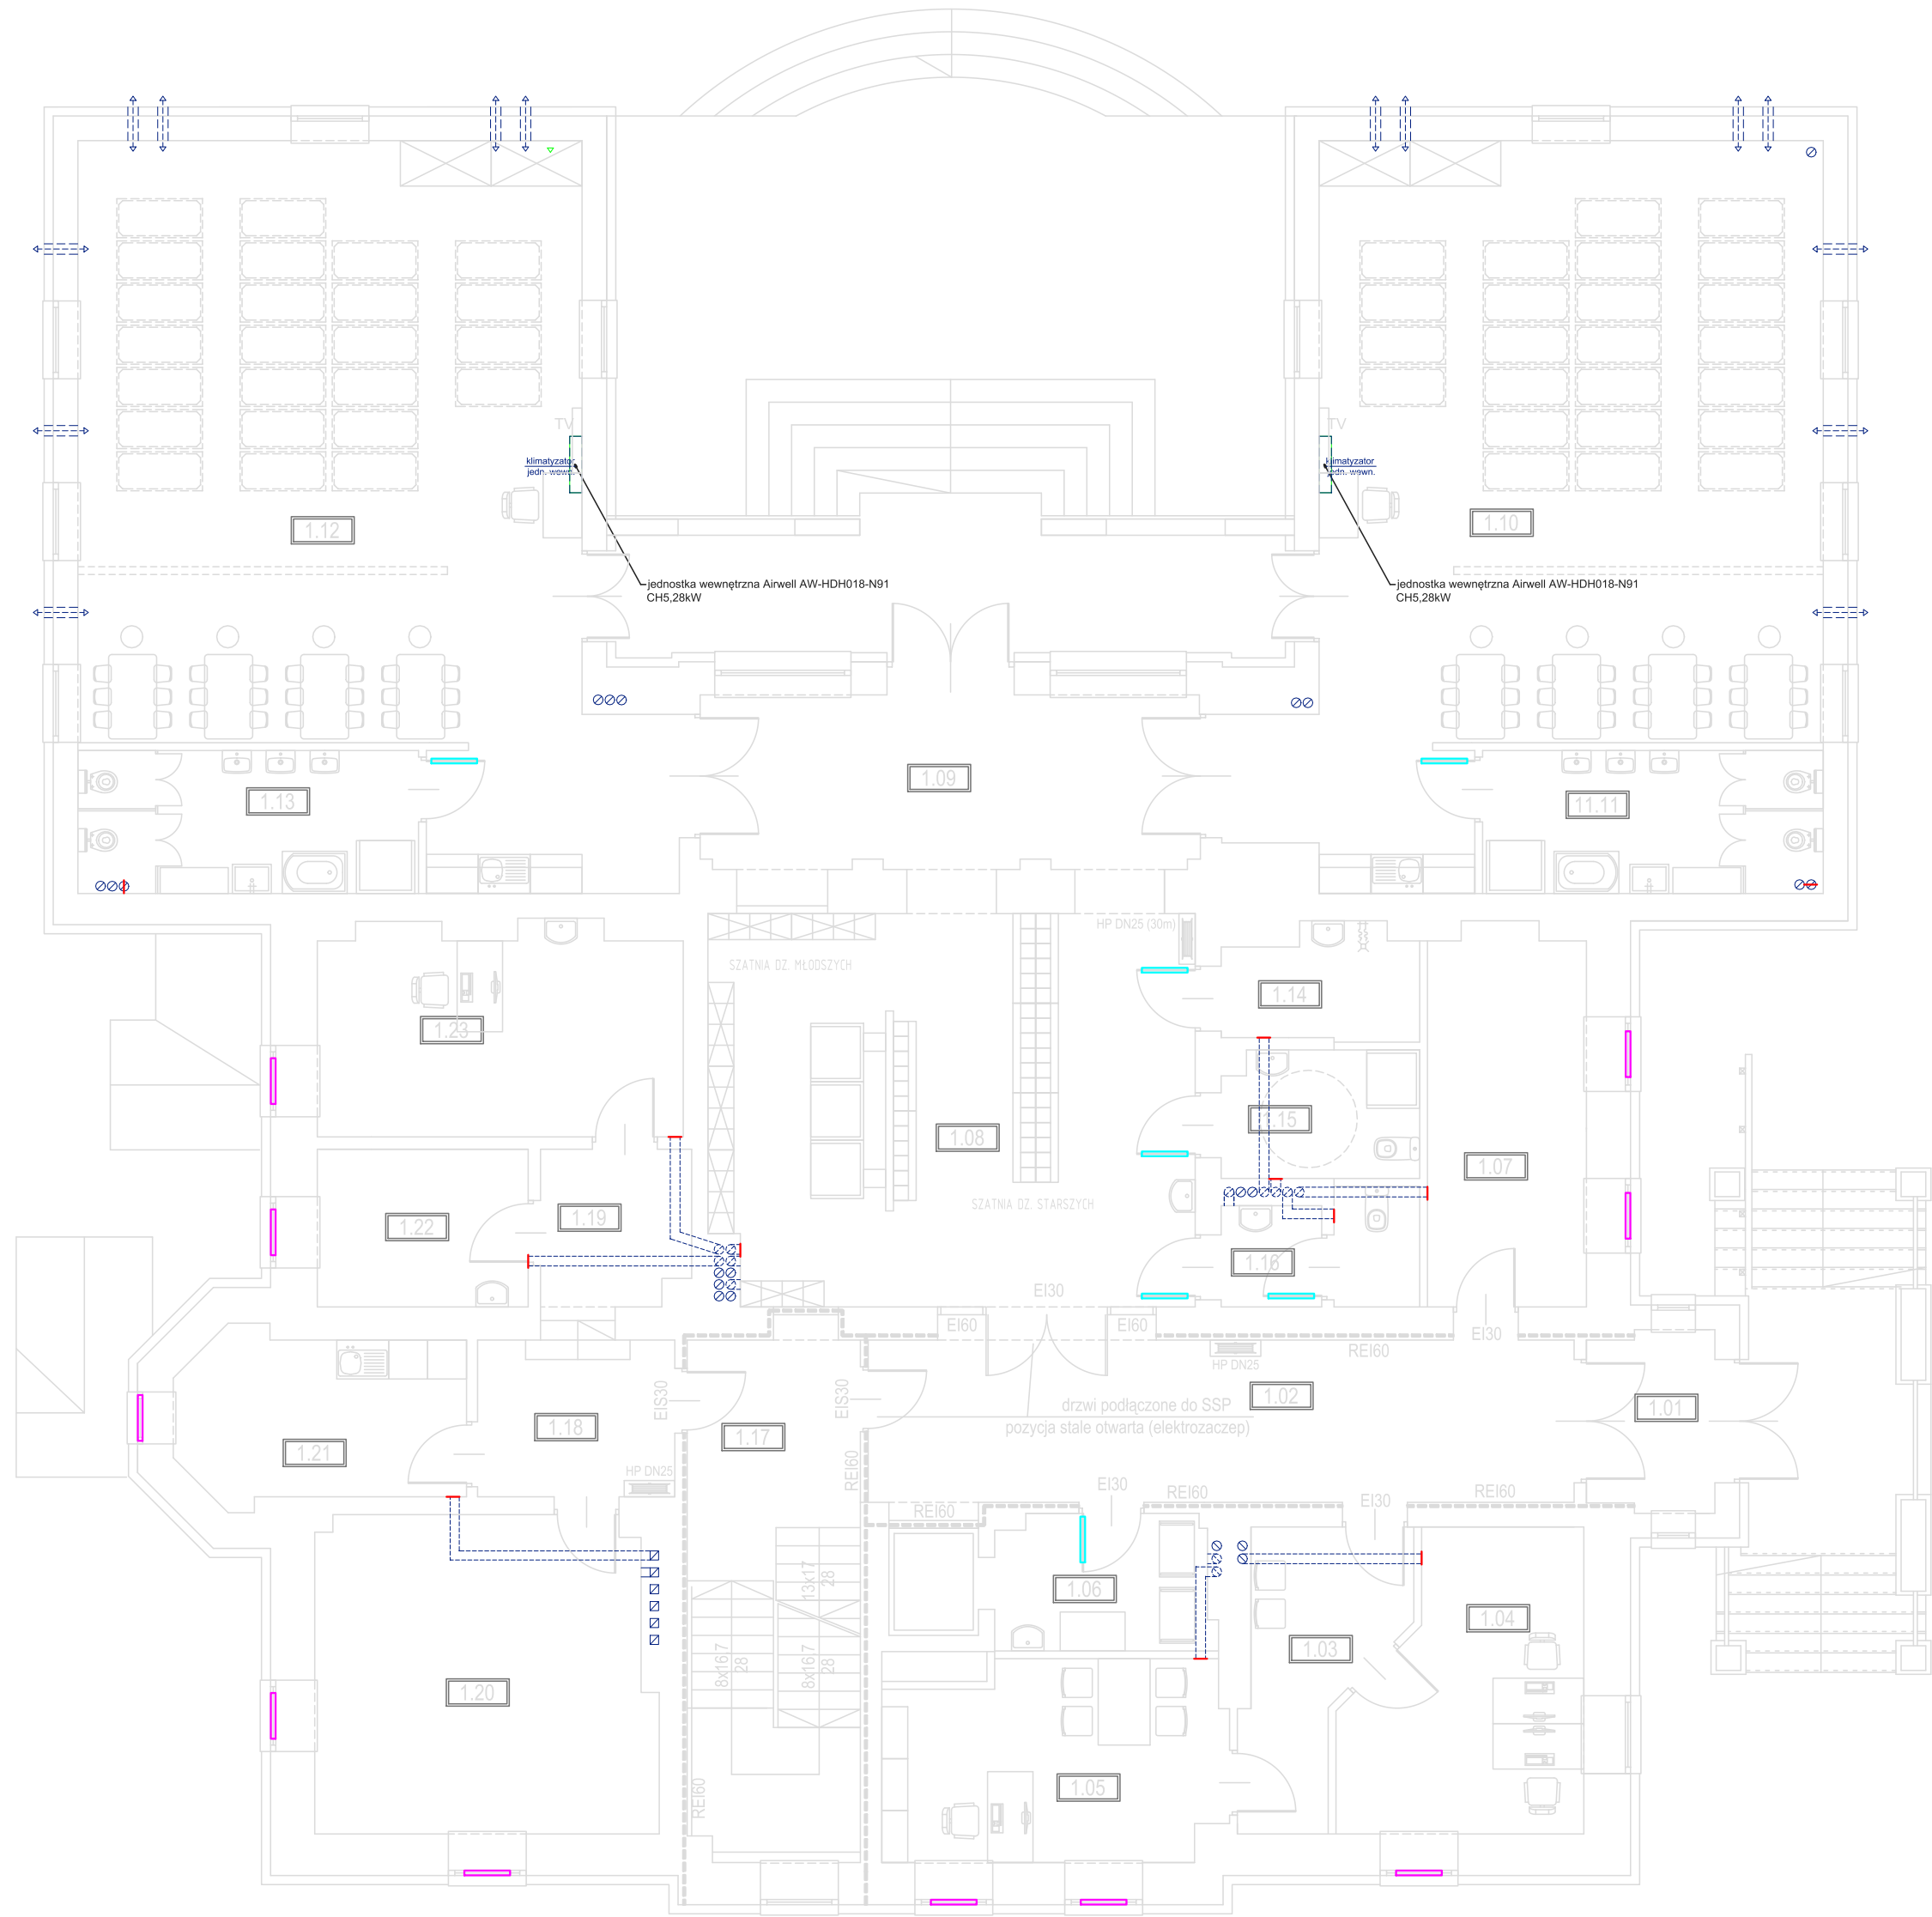 TV
klimatyzator
jedn. wewn.
TV
klimatyzator
jedn. wewn.
1.12
1.10
jednostka wewnętrzna Airwell AW-HDH018-N91
CH5,28kW
jednostka wewnętrzna Airwell AW-HDH018-N91
CH5,28kW
1.09
1.13
11.11
HP DN25 (30m)
SZATNIA DZ. MŁODSZYCH
1.14
1.23
1.15
1.08
1.07
SZATNIA DZ. STARSZYCH
1.19
1.22
1.16
EI30
EI60
EI60
EI30
REI60
HP DN25
EIS30
EIS30
1.02
1.01
drzwi podłączone do SSP
pozycja stale otwarta (elektrozaczep)
1.18
1.17
1.21
HP DN25
REI60
EI30
REI60
REI60
EI30
REI60
13x17
28
1.06
1.04
1.03
8x16,7
28
8x16,7
28
1.20
1.05
REI60